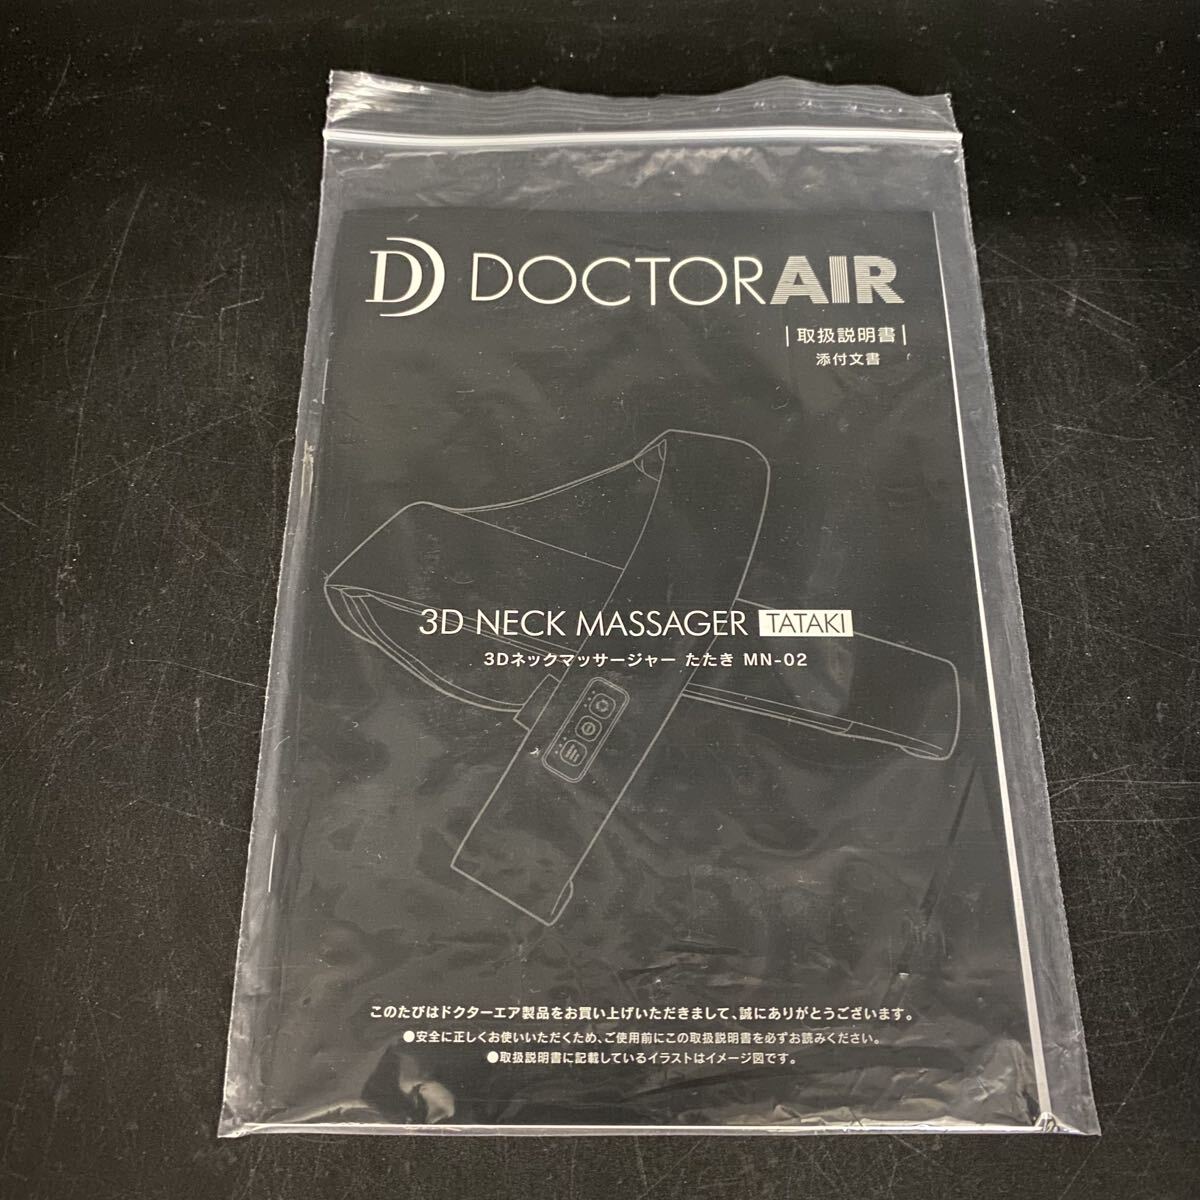 D DOCTORAIR
取扱説明書
添付文書
3D NECK MASSAGER TATAKI
3Dネックマッサージャー たたき MN-02
このたびはドクターエア製品をお買い上げいただきまして、誠にありがとうございます。
●安全に正しくお使いいただくため、ご使用前にこの取扱説明書を必ずお読みください。
●取扱説明書に記載しているイラストはイメージ図です。